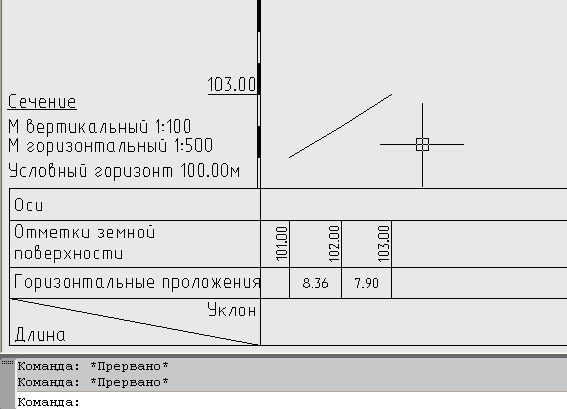 103.00
Сечение
М вертикальный 1:100
М горизонтальный 1:500
Условный горизонт 100.00м
Оси
Отметки земной
поверхности
101.00
102.00
103.00
Горизонтальные проложения
8.36
7.90
Уклон
Длина
Команда: *Прервано*
Команда: *Прервано*
Команда: